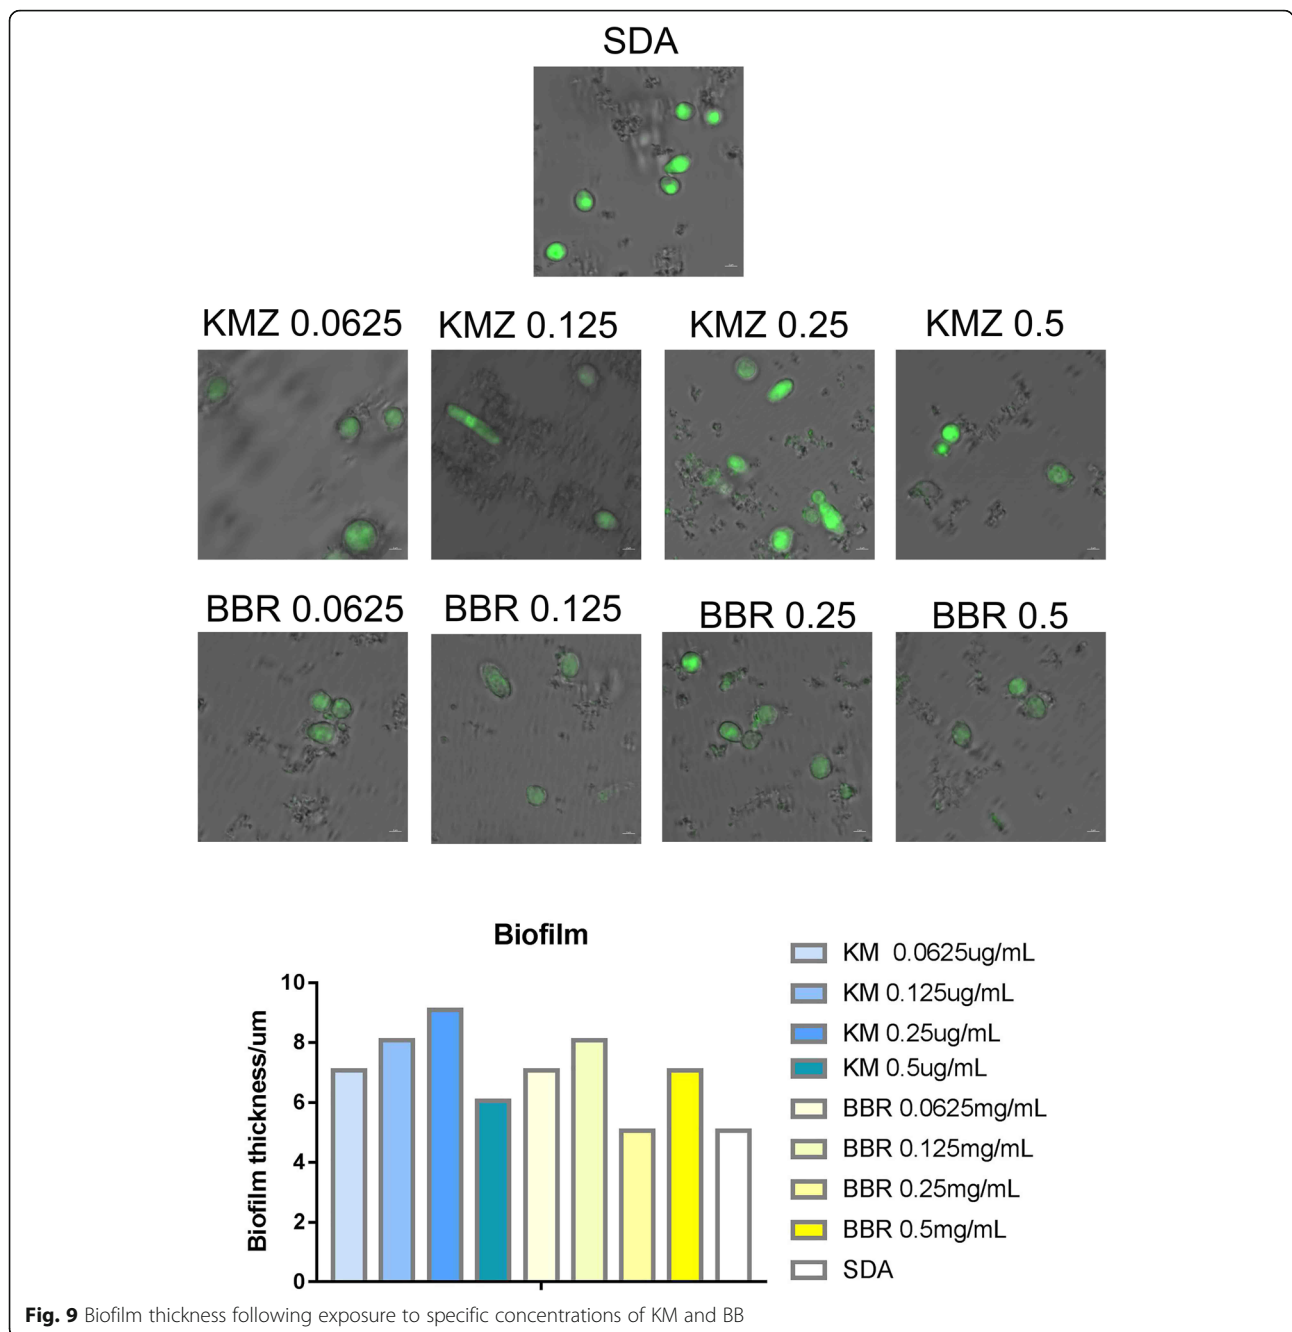 SDA
KMZ 0.0625
KMZ 0.125
KMZ 0.25
KMZ 0.5
BBR 0.0625
BBR 0.125
BBR 0.25
BBR 0.5
Biofilm
Biofilm thickness/um
10
8
6
4
2
0
KM 0.0625ug/mL
KM 0.125ug/mL
KM 0.25ug/mL
KM 0.5ug/mL
BBR 0.0625mg/mL
BBR 0.125mg/mL
BBR 0.25mg/mL
BBR 0.5mg/mL
SDA
Fig. 9 Biofilm thickness following exposure to specific concentrations of KM and BB